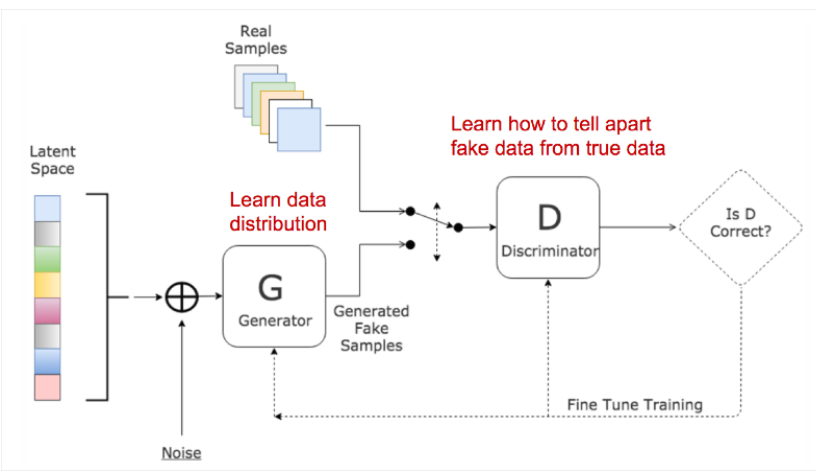 Real
Samples
Learn how to tell apart
fake data from true data
Latent
Space
Learn data
distribution
D
Discriminator
Is D
Correct?
G
Generator
Generated
Fake
Samples
Fine Tune Training
Noise